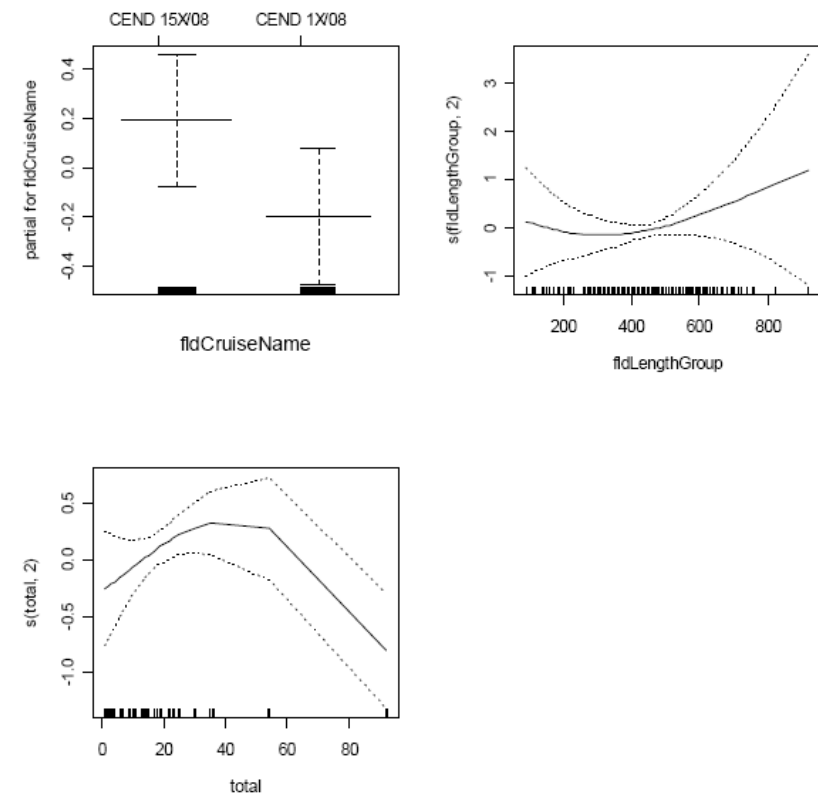 CEND 15X/08 CEND 1X/08
partial for fldCruiseName
0.4
0.2
0.0
-0.2
-0.4
fldCruiseName
s(fldLengthGroup, 2)
3
2
1
0
-1
200 400 600 800
fldLengthGroup
s(total, 2)
0.5
0.0
-0.5
-1.0
0 20 40 60 80
total